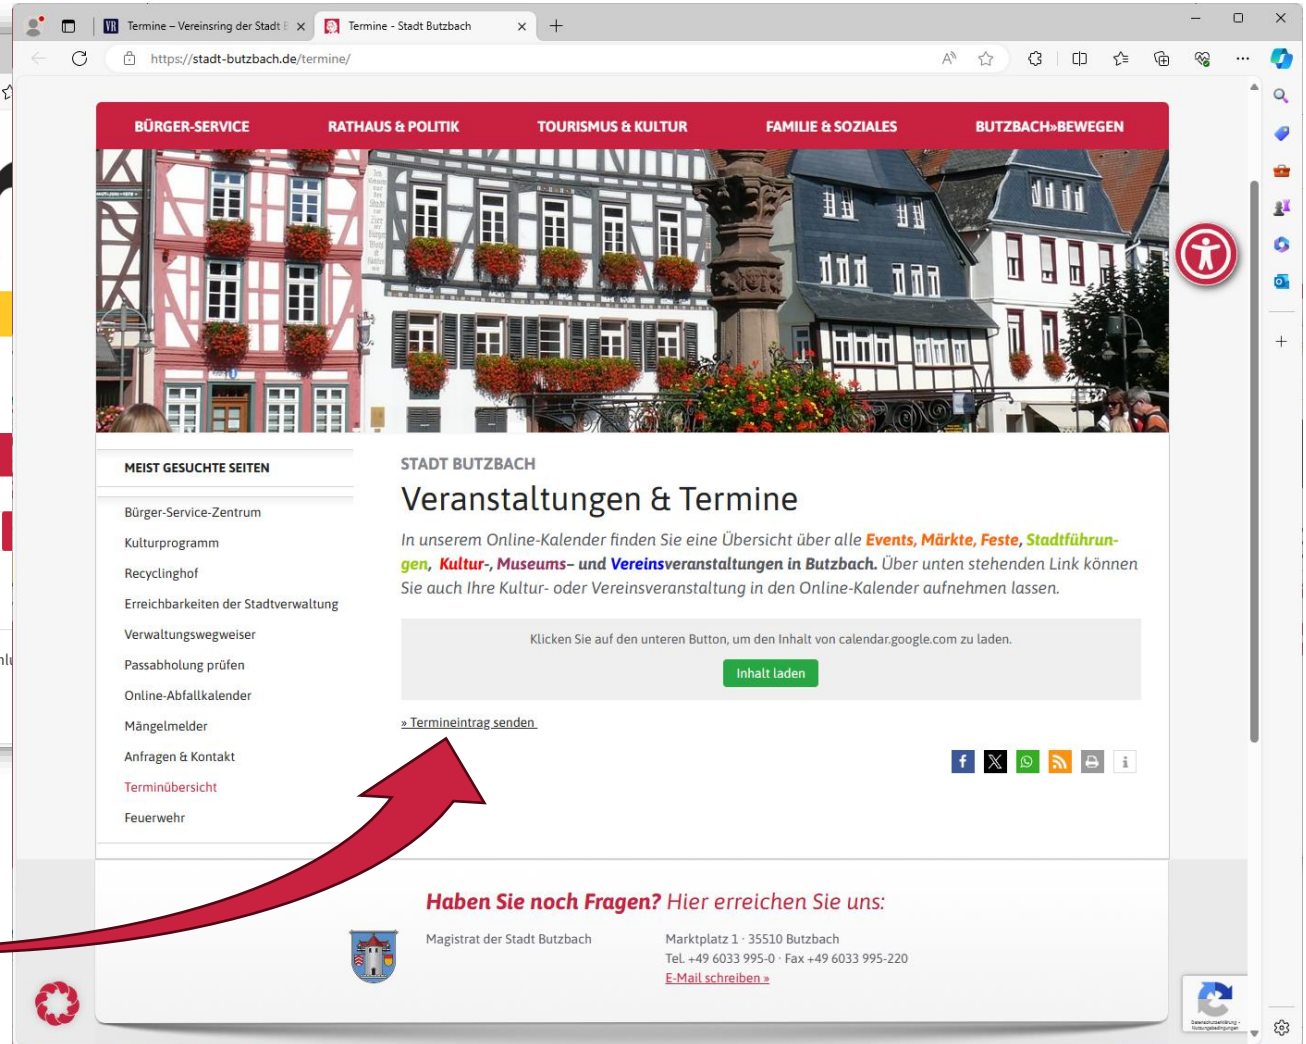 Termine – Vereinsring der Stadt
Termine - Stadt Butzbach
https://stadt-butzbach.de/termine/
BÜRGER-SERVICE
RATHAUS & POLITIK
TOURISMUS & KULTUR
FAMILIE & SOZIALES
BUTZBACH»BEWEGEN
MEIST GESUCHTE SEITEN
Bürger-Service-Zentrum
Kulturprogramm
Recyclinghof
Erreichbarkeiten der Stadtverwaltung
Verwaltungswegweiser
Passabholung prüfen
Online-Abfallkalender
Mängelmelder
Anfragen & Kontakt
Terminübersicht
Feuerwehr
STADT BUTZBACH
Veranstaltungen & Termine
In unserem Online-Kalender finden Sie eine Übersicht über alle Events, Märkte, Feste, Stadtführun-
gen, Kultur-, Museums– und Vereinsveranstaltungen in Butzbach. Über unten stehenden Link können
Sie auch Ihre Kultur- oder Vereinsveranstaltung in den Online-Kalender aufnehmen lassen.
Klicken Sie auf den unteren Button, um den Inhalt von calendar.google.com zu laden.
Inhalt laden
» Termineintrag senden
Haben Sie noch Fragen? Hier erreichen Sie uns:
Magistrat der Stadt Butzbach
Marktplatz 1 · 35510 Butzbach
Tel. +49 6033 995-0 · Fax +49 6033 995-220
E-Mail schreiben »
Datenschutzerklärung -
Nutzungsbedingungen